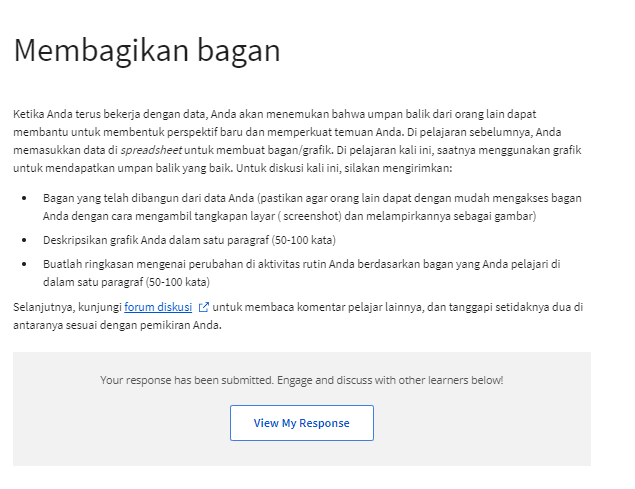 Membagikan bagan
Ketika Anda terus bekerja dengan data, Anda akan menemukan bahwa umpan balik dari orang lain dapat
membantu untuk membentuk perspektif baru dan memperkuat temuan Anda. Di pelajaran sebelumnya, Anda
memasukkan data di spreadsheet untuk membuat bagan/grafik. Di pelajaran kali ini, saatnya menggunakan grafik
untuk mendapatkan umpan balik yang baik. Untuk diskusi kali ini, silakan mengirimkan:
• Bagan yang telah dibangun dari data Anda (pastikan agar orang lain dapat dengan mudah mengakses bagan
Anda dengan cara mengambil tangkapan layar ( screenshot) dan melampirkannya sebagai gambar)
• Deskripsikan grafik Anda dalam satu paragraf (50-100 kata)
• Buatlah ringkasan mengenai perubahan di aktivitas rutin Anda berdasarkan bagan yang Anda pelajari di
dalam satu paragraf (50-100 kata)
Selanjutnya, kunjungi forum diskusi untuk membaca komentar pelajar lainnya, dan tanggapi setidaknya dua di
antaranya sesuai dengan pemikiran Anda.
Your response has been submitted. Engage and discuss with other learners below!
View My Response